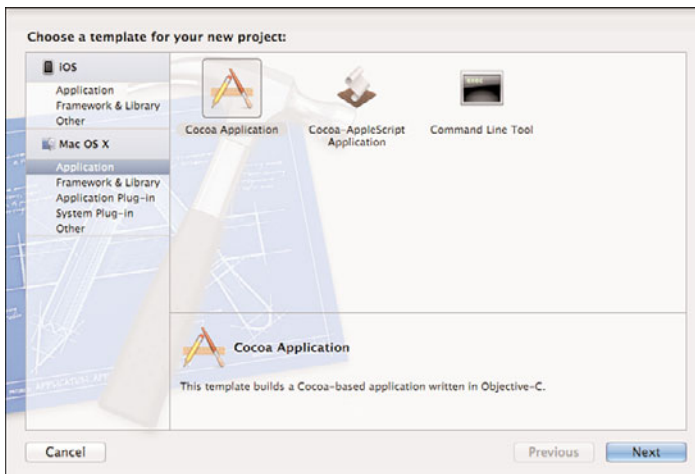 Choose a template for your new project:
iOS
Application
Framework & Library
Other
Mac OS X
Application
Framework & Library
Application Plug-in
System Plug-in
Other
Cocoa Application
Cocoa-AppleScript
Application
Command Line Tool
Cocoa Application
This template builds a Cocoa-based application written in Objective-C.
Cancel
Previous
Next